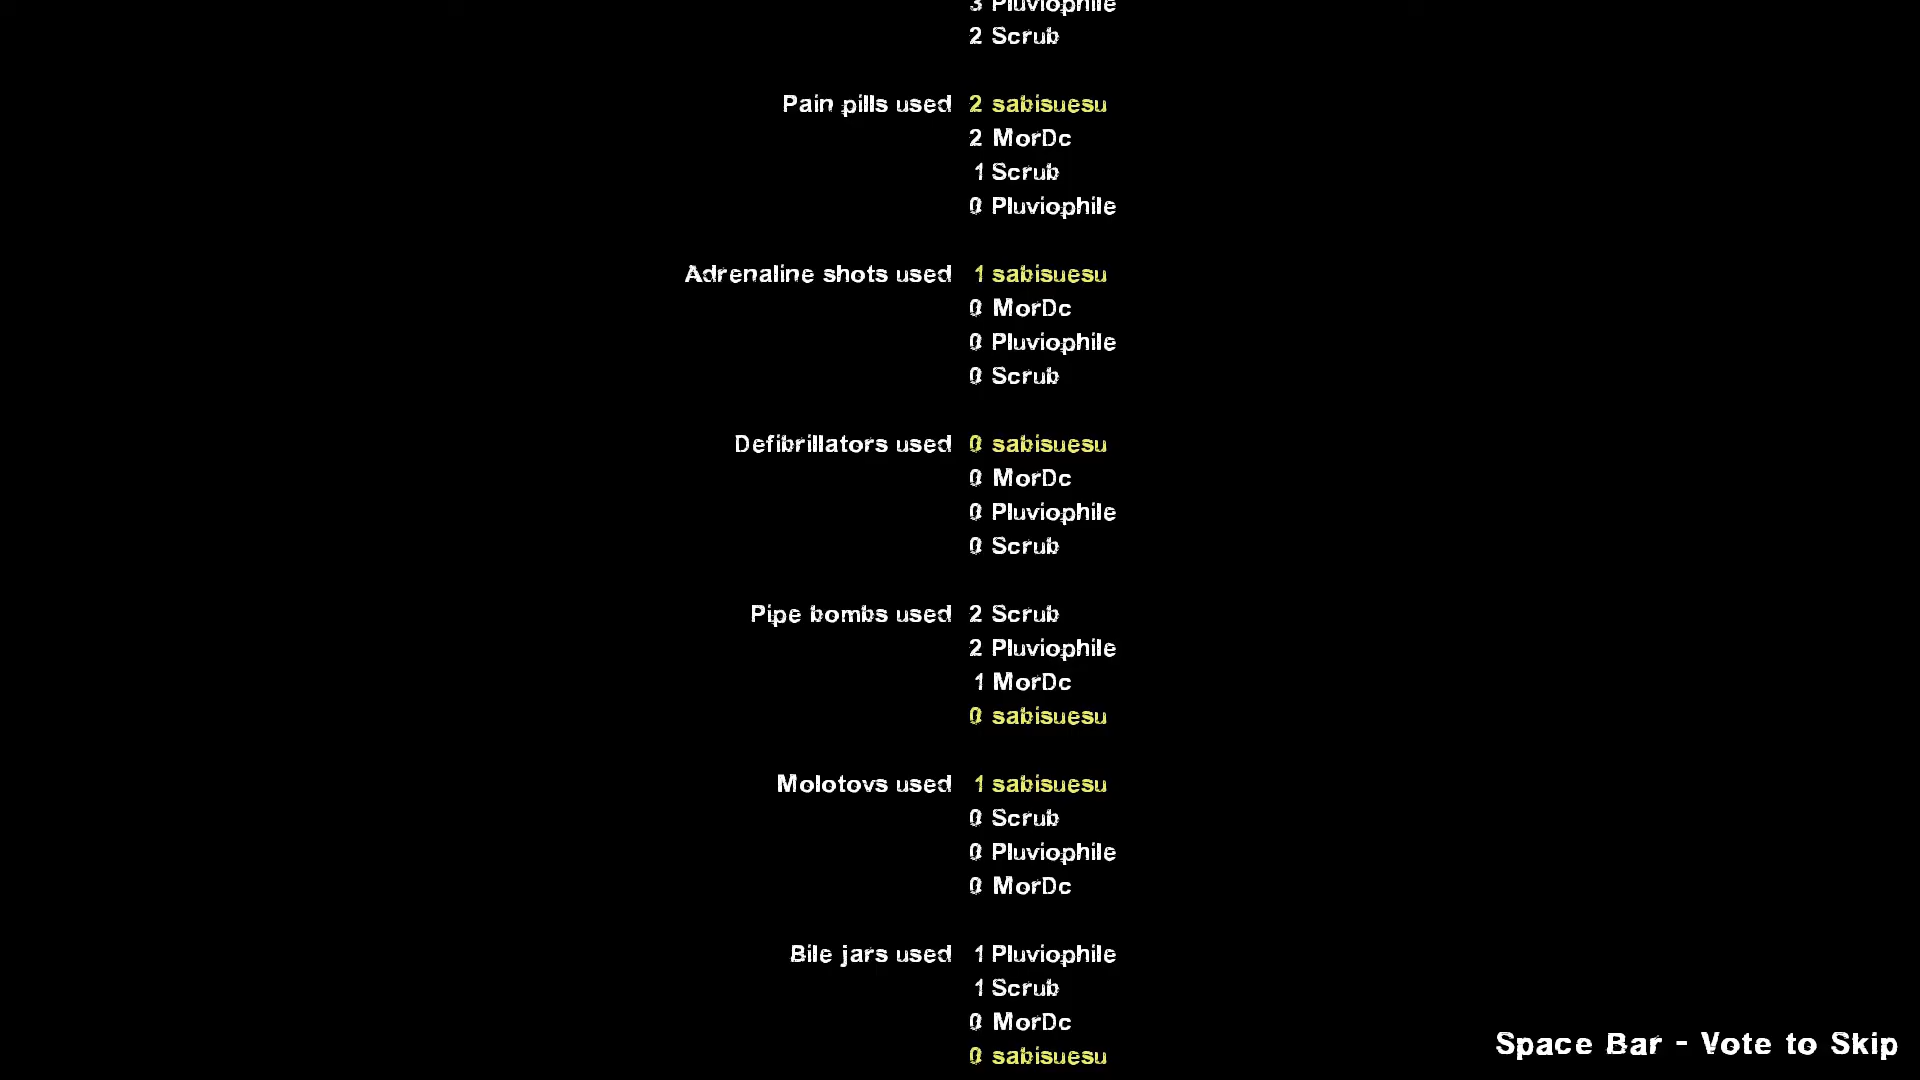 3 Pluviophile
2 Scrub
Pain pills used 2 sabisuesu
2 MorDc
1 Scrub
0 Pluviophile
Adrenaline shots used 1 sabisuesu
0 MorDc
0 Pluviophile
0 Scrub
Defibrillators used 0 sabisuesu
0 MorDc
0 Pluviophile
0 Scrub
Pipe bombs used 2 Scrub
2 Pluviophile
1 MorDc
0 sabisuesu
Molotovs used 1 sabisuesu
0 Scrub
0 Pluviophile
0 MorDc
Bile jars used 1 Pluviophile
1 Scrub
0 MorDc
0 sabisuesu
Space Bar - Vote to Skip